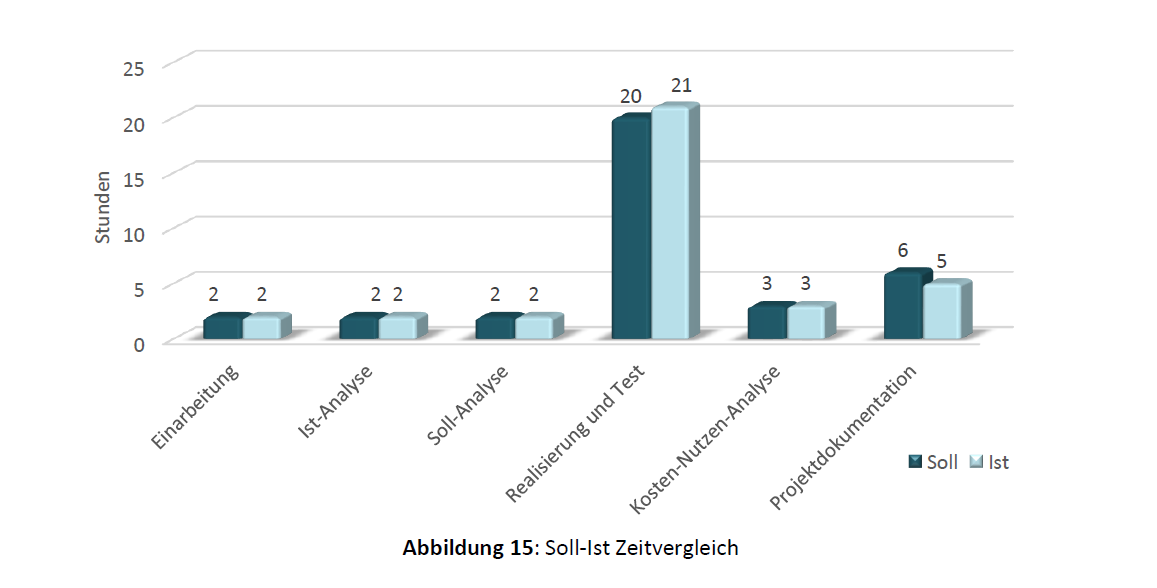 25
20
15
10
5
0
Stunden
2 2
2 2
2 2
20 21
3 3
6 5
Einarbeitung
Ist-Analyse
Soll-Analyse
Realisierung und Test
Kosten-Nutzen-Analyse
Projektdokumentation
Soll Ist
Abbildung 15: Soll-Ist Zeitvergleich